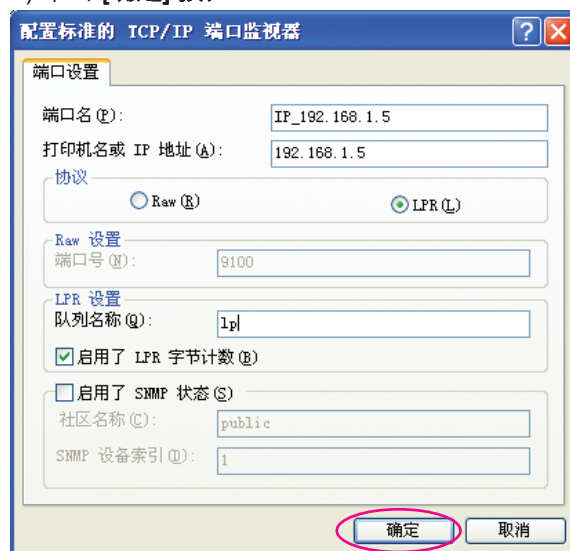 配置标准的 TCP/IP 端口监视器
端口设置
端口名(P): IP_192.168.1.5
打印机名或 IP 地址(A): 192.168.1.5
协议
Raw(R) LPR(L)
Raw 设置
端口号(N): 9100
LPR 设置
队列名称(Q): lp
启用了 LPR 字节计数(B)
启用了 SNMP 状态(S)
社区名称(C): public
SNMP 设备索引(D): 1
确定 取消